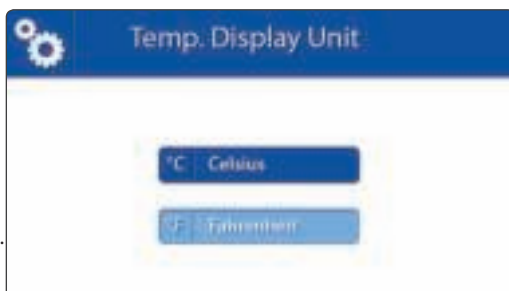 Temp. Display Unit
°C Celsius
°F Fahrenheit
.